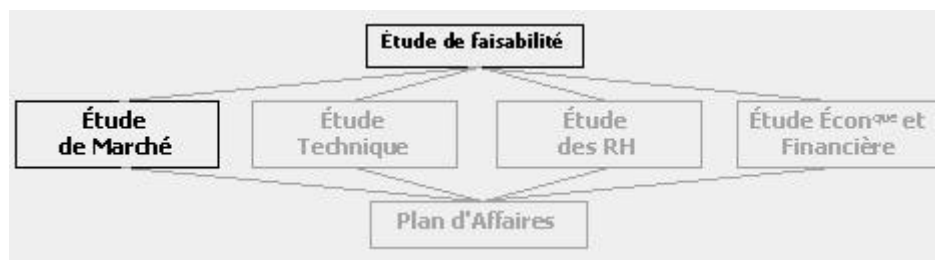 Étude de faisabilité
Étude
de Marché
Étude
Technique
Étude
des RH
Étude Écon^que et
Financière
Plan d'Affaires